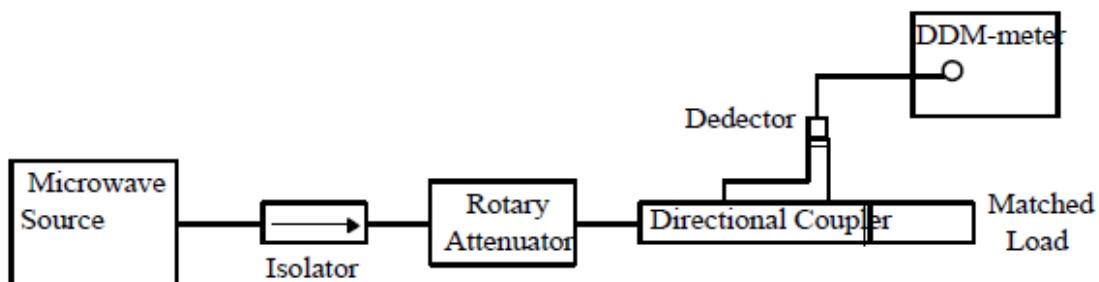 DDM-meter
Dedector
Microwave
Source
Isolator
Rotary
Attenuator
Directional Coupler
Matched
Load